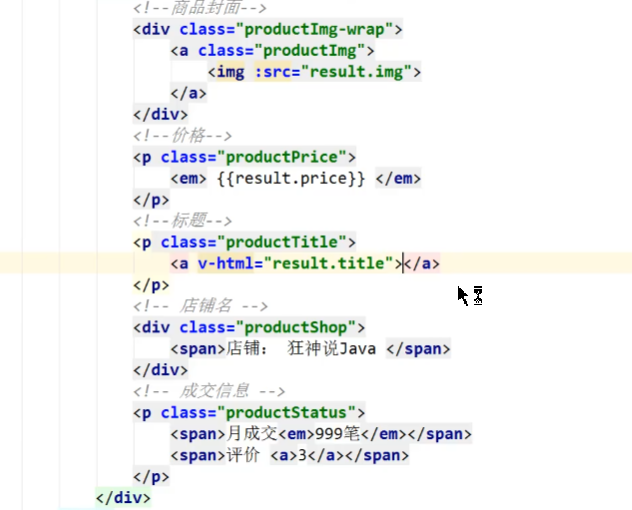 <!--商品封面-->
<div class="productImg-wrap">
<a class="productImg">
<img :src="result.img">
</a>
</div>
<!--价格-->
<p class="productPrice">
<em> {{result.price}} </em>
</p>
<!--标题-->
<p class="productTitle">
<a v-html="result.title"></a>
</p>
<!-- 店铺名 -->
<div class="productShop">
<span>店铺： 狂神说Java </span>
</div>
<!-- 成交信息 -->
<p class="productStatus">
<span>月成交<em>999笔</em></span>
<span>评价 <a>3</a></span>
</p>
</div>